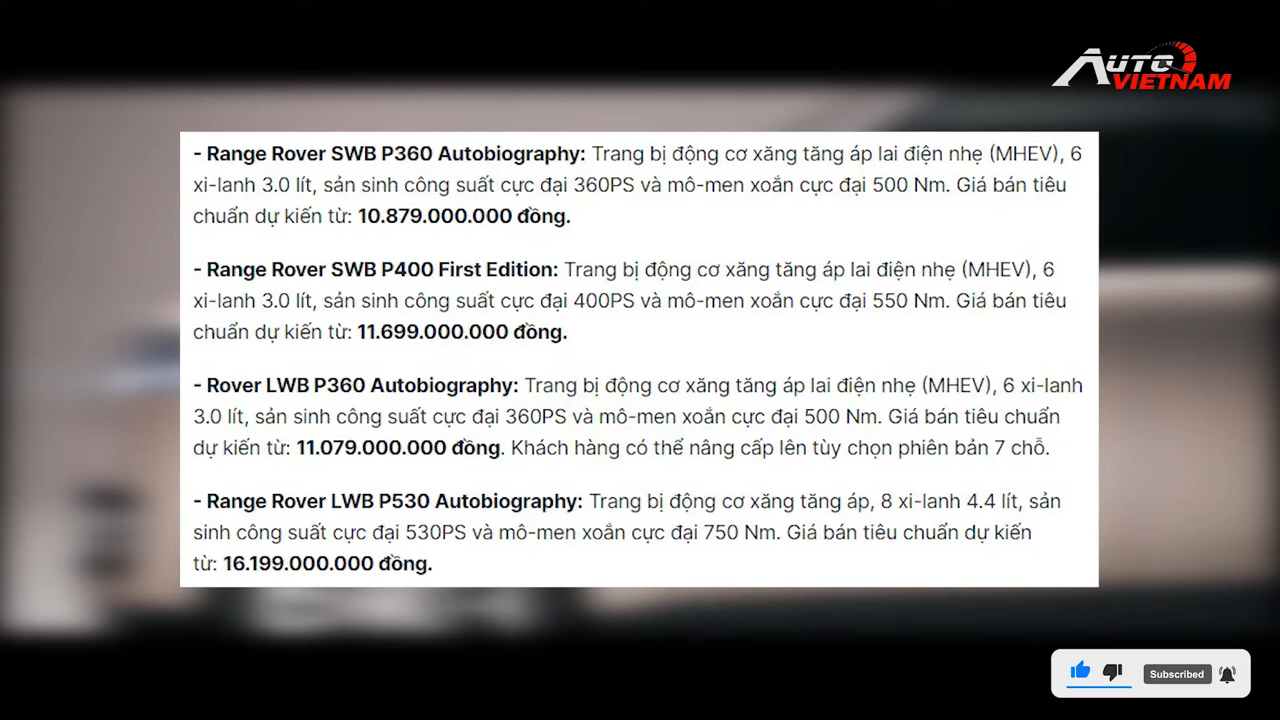 AUTO
VIETNAM
- Range Rover SWB P360 Autobiography: Trang bị động cơ xăng tăng áp lai điện nhẹ (MHEV), 6
xi-lanh 3.0 lít, sản sinh công suất cực đại 360PS và mô-men xoắn cực đại 500 Nm. Giá bán tiêu
chuẩn dự kiến từ: 10.879.000.000 đồng.
- Range Rover SWB P400 First Edition: Trang bị động cơ xăng tăng áp lai điện nhẹ (MHEV), 6
xi-lanh 3.0 lít, sản sinh công suất cực đại 400PS và mô-men xoắn cực đại 550 Nm. Giá bán tiêu
chuẩn dự kiến từ: 11.699.000.000 đồng.
- Rover LWB P360 Autobiography: Trang bị động cơ xăng tăng áp lai điện nhẹ (MHEV), 6 xi-lanh
3.0 lít, sản sinh công suất cực đại 360PS và mô-men xoắn cực đại 500 Nm. Giá bán tiêu chuẩn
dự kiến từ: 11.079.000.000 đồng. Khách hàng có thể nâng cấp lên tùy chọn phiên bản 7 chỗ.
- Range Rover LWB P530 Autobiography: Trang bị động cơ xăng tăng áp, 8 xi-lanh 4.4 lít, sản
sinh công suất cực đại 530PS và mô-men xoắn cực đại 750 Nm. Giá bán tiêu chuẩn dự kiến
từ: 16.199.000.000 đồng.
Subscribed